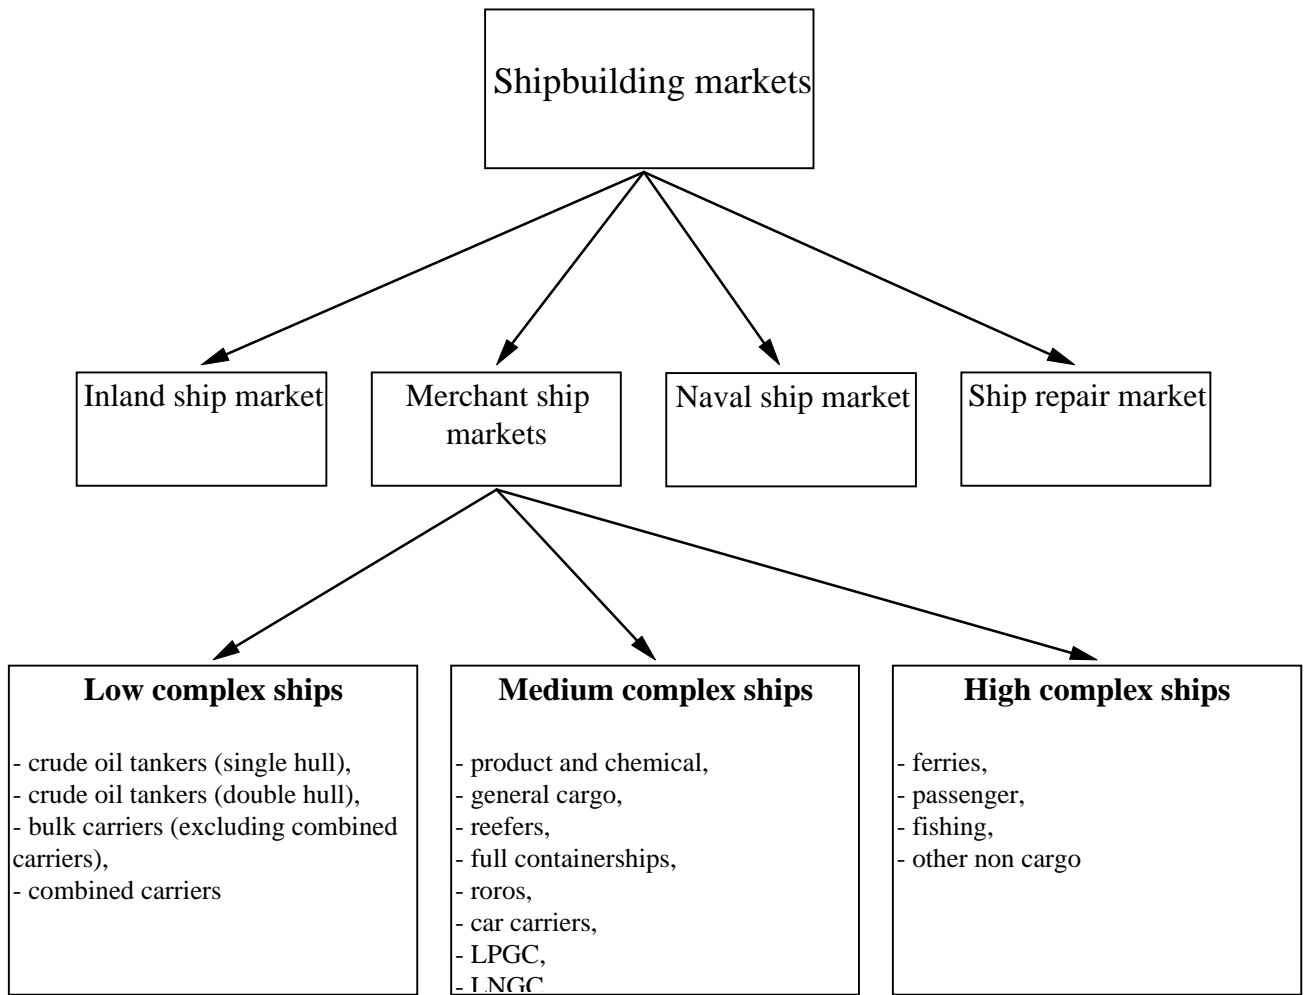 Shipbuilding markets
Inland ship market
Merchant ship
markets
Naval ship market
Ship repair market
Low complex ships
- crude oil tankers (single hull),
- crude oil tankers (double hull),
- bulk carriers (excluding combined
carriers),
- combined carriers
Medium complex ships
- product and chemical,
- general cargo,
- reefers,
- full containerships,
- roros,
- car carriers,
- LPGC,
- LNGC
High complex ships
- ferries,
- passenger,
- fishing,
- other non cargo